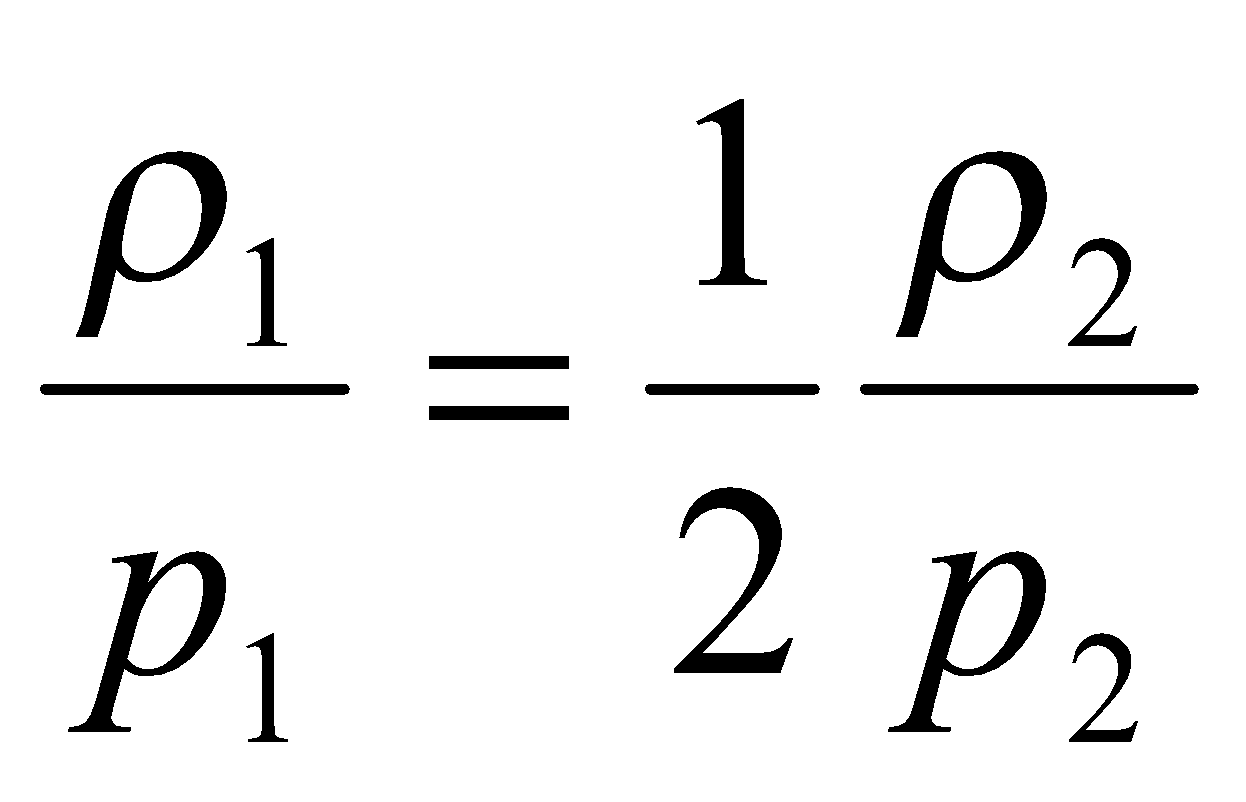 ρ₁/p₁ = 1/2 ρ₂/p₂